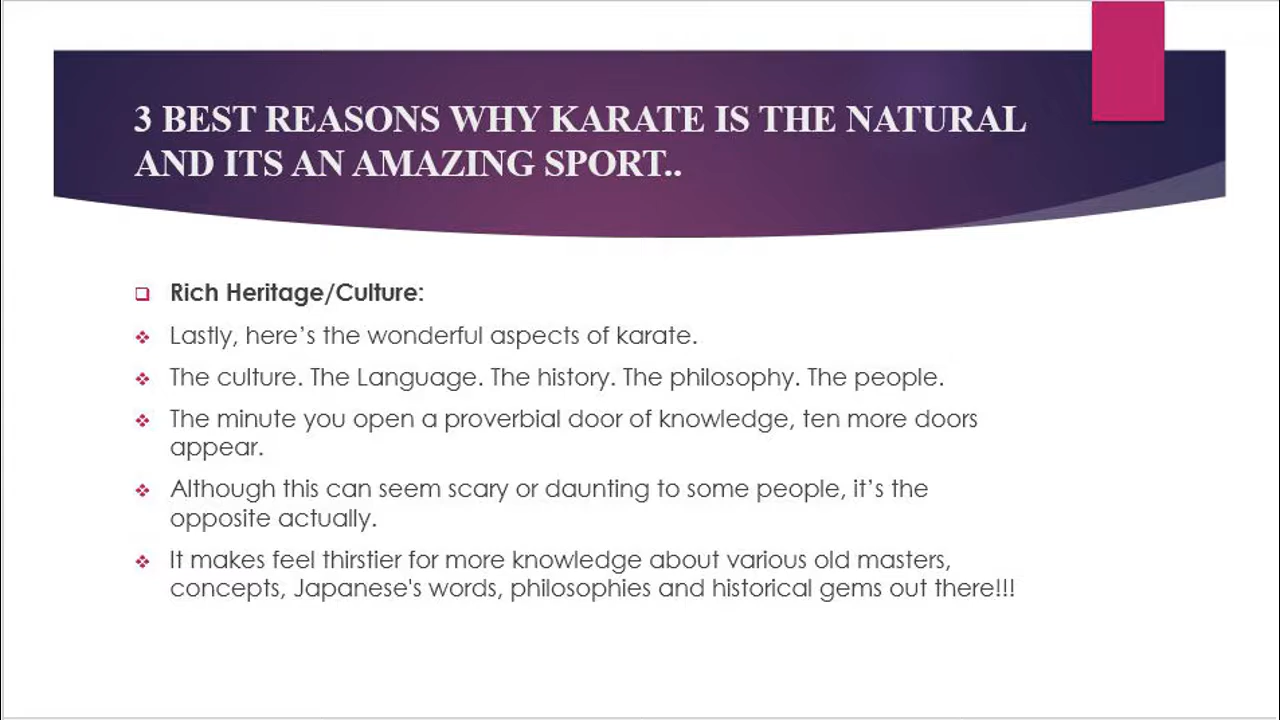 3 BEST REASONS WHY KARATE IS THE NATURAL
AND ITS AN AMAZING SPORT..
Rich Heritage/Culture:
Lastly, here’s the wonderful aspects of karate.
The culture. The Language. The history. The philosophy. The people.
The minute you open a proverbial door of knowledge, ten more doors
appear.
Although this can seem scary or daunting to some people, it’s the
opposite actually.
It makes feel thirstier for more knowledge about various old masters,
concepts, Japanese's words, philosophies and historical gems out there!!!